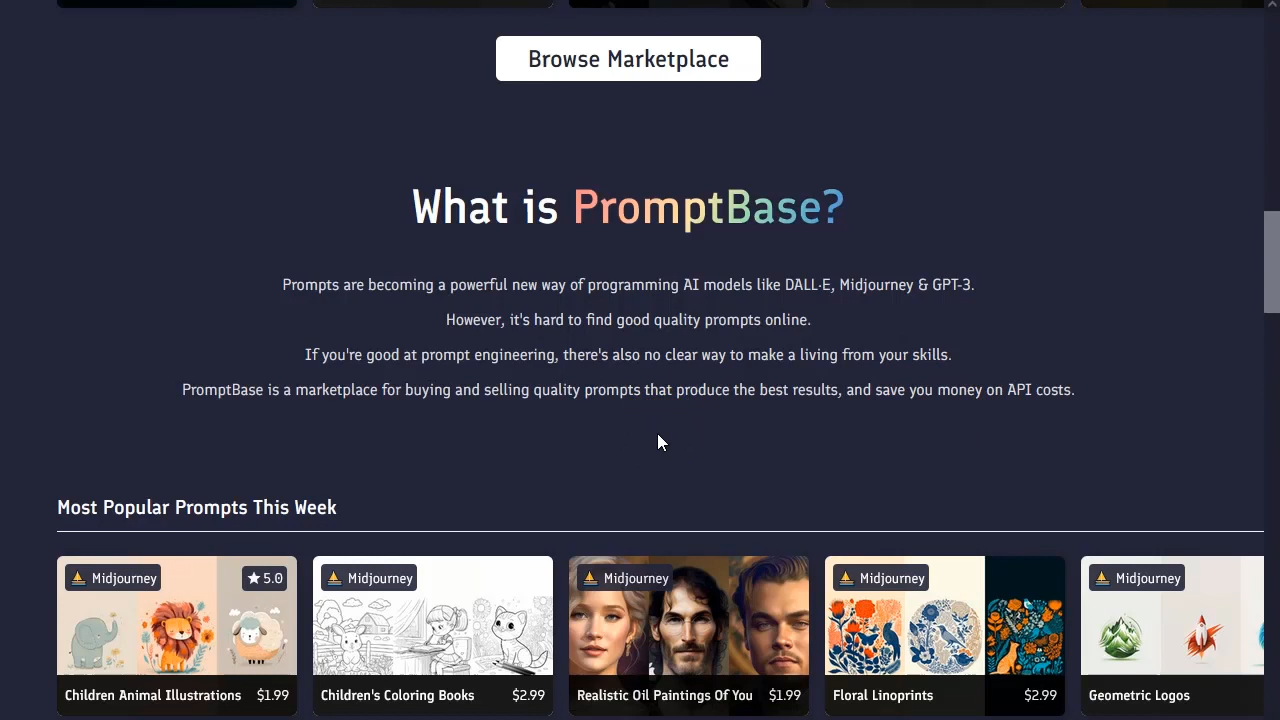 Browse Marketplace
What is PromptBase?
Prompts are becoming a powerful new way of programming AI models like DALL·E, Midjourney & GPT-3.
However, it's hard to find good quality prompts online.
If you're good at prompt engineering, there's also no clear way to make a living from your skills.
PromptBase is a marketplace for buying and selling quality prompts that produce the best results, and save you money on API costs.
Most Popular Prompts This Week
Midjourney 5.0 Midjourney Midjourney Midjourney Midjourney
Children Animal Illustrations $1.99 Children's Coloring Books $2.99 Realistic Oil Paintings Of You $1.99 Floral Linoprints $2.99 Geometric Logos